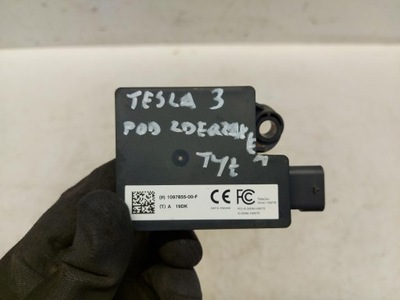 TESLA 3
POD ZDERZAKIEM
TYŁ
(P) 1097855-00-F
(T) A 19DK
CE FC